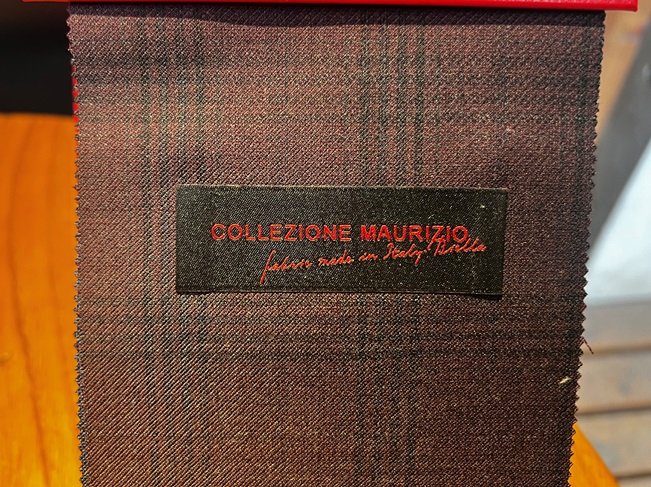 COLLEZIONE MAURIZIO
fabric made in Italy Biella